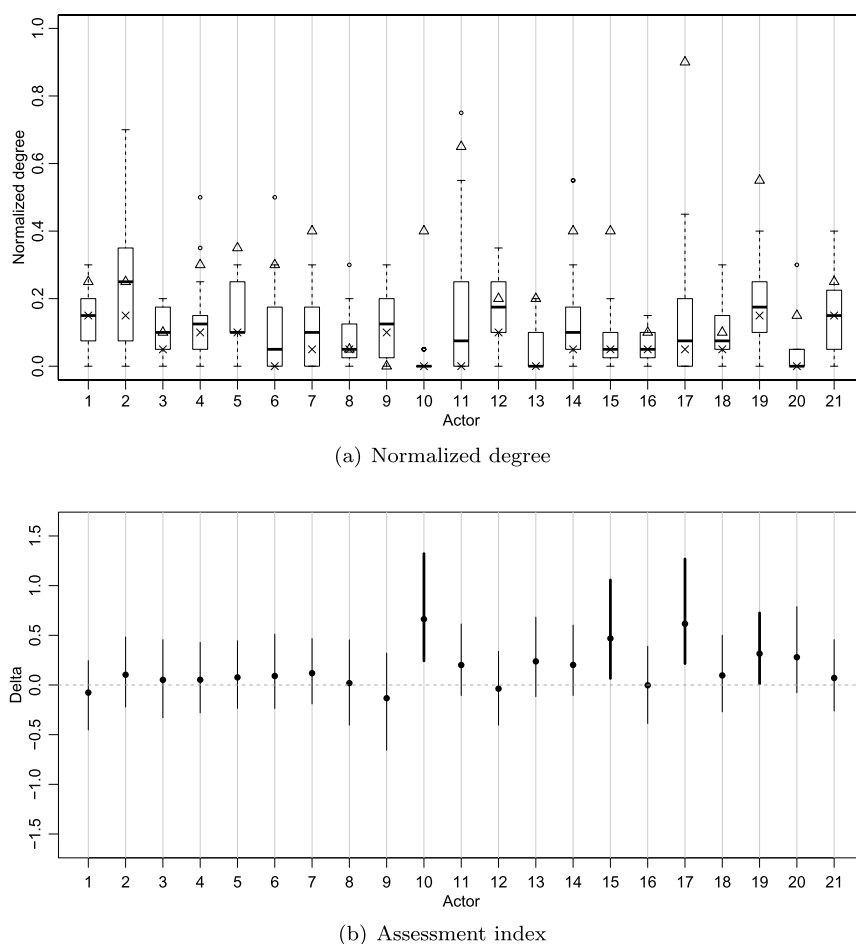 Normalized degree
1.0
0.8
0.6
0.4
0.2
0.0
1 2 3 4 5 6 7 8 9 10 11 12 13 14 15 16 17 18 19 20 21
Actor
(a) Normalized degree
Delta
1.5
1.0
0.5
0.0
−0.5
−1.0
−1.5
1 2 3 4 5 6 7 8 9 10 11 12 13 14 15 16 17 18 19 20 21
Actor
(b) Assessment index